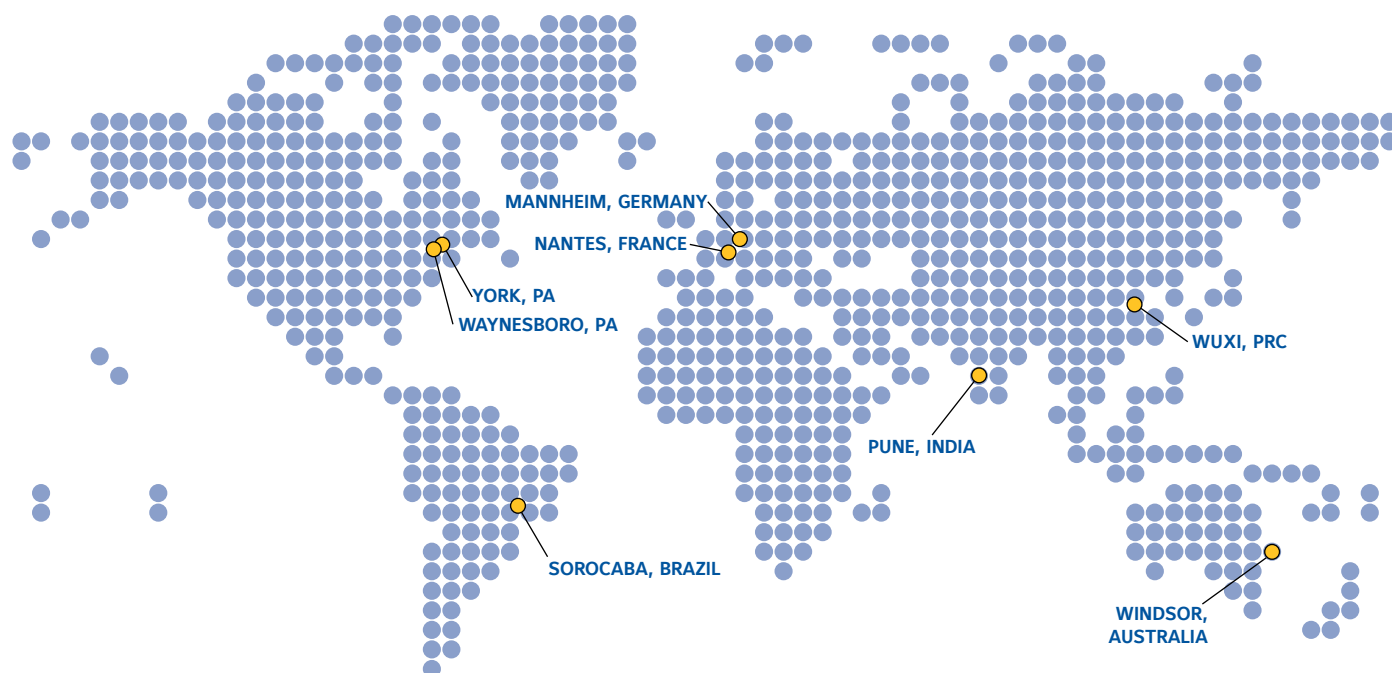 MANNHEIM, GERMANY
NANTES, FRANCE
YORK, PA
WAYNESBORO, PA
WUXI, PRC
PUNE, INDIA
SOROCABA, BRAZIL
WINDSOR,
AUSTRALIA